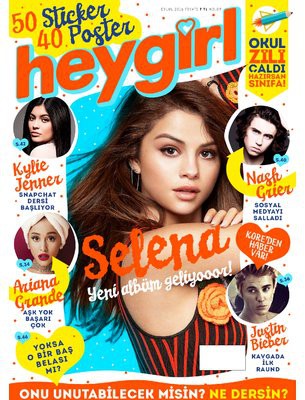 50 Sticker
40 Poster
heygirl
OKUL
ZİLİ
ÇALDI
HAZIRSAN
SINIFA!
S.42
Kylie
Jenner
SNAPCHAT
DERSİ
BAŞLIYOR
Nash
Grier
SOSYAL
MEDYAYI
SALLADI
Selena
Yeni albüm geliyooor!
KORE'DEN
HABER
VAR!
Ariana
Grande
AŞK YOK
BAŞARI
ÇOK
YOKSA
O BİR BAŞ
BELASI
MI?
Justin
Bieber
KAVGADA
İLK
RAUND
ONU UNUTABİLECEK MİSİN? NE DERSİN?